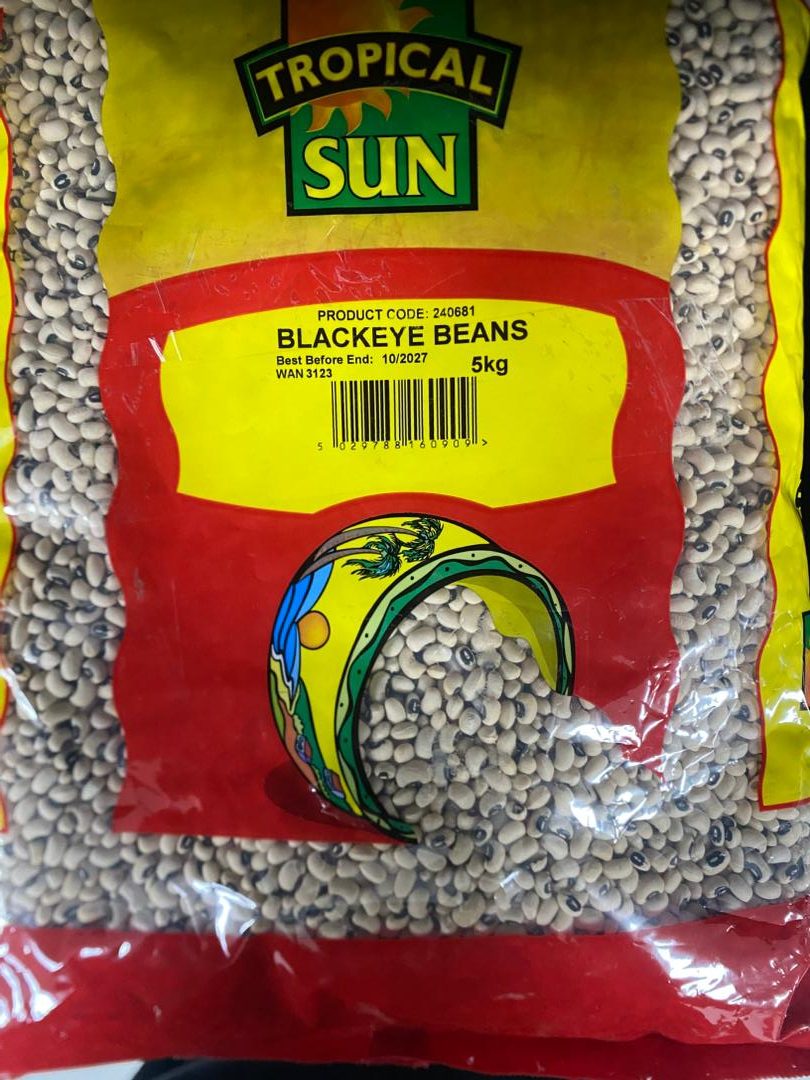 TROPICAL
SUN
PRODUCT CODE: 240681
BLACKEYE BEANS
Best Before End: 10/2027
5kg
WAN 3123
5 029788 160909 >